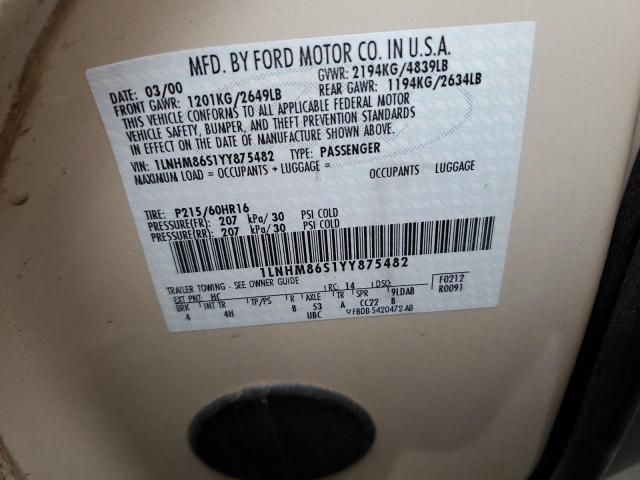 MFD. BY FORD MOTOR CO. IN U.S.A.
DATE: 03/00 GVWR: 2194KG/4839LB
FRONT GAWR: 1201KG/2649LB REAR GAWR: 1194KG/2634LB
THIS VEHICLE CONFORMS TO ALL APPLICABLE FEDERAL MOTOR
VEHICLE SAFETY, BUMPER, AND THEFT PREVENTION STANDARDS
IN EFFECT ON THE DATE OF MANUFACTURE SHOWN ABOVE.
VIN: 1LNHM86S1YY875482 TYPE: PASSENGER
MAXIMUM LOAD = OCCUPANTS + LUGGAGE = OCCUPANTS LUGGAGE
TIRE: P215/60HR16
PRESSURE(FR): 207 kPa/30 PSI COLD
PRESSURE(RR): 207 kPa/30 PSI COLD
1LNHM86S1YY875482
TRAILER TOWING - SEE OWNER GUIDE
EXT PNT: HC RC: 14 DSO: F0212
BRK INT TR TP/PS R AXLE TR SPR 91DAB R0091
4 4H 8 53 A CC22 B
UBC F8DB-5420472-AB